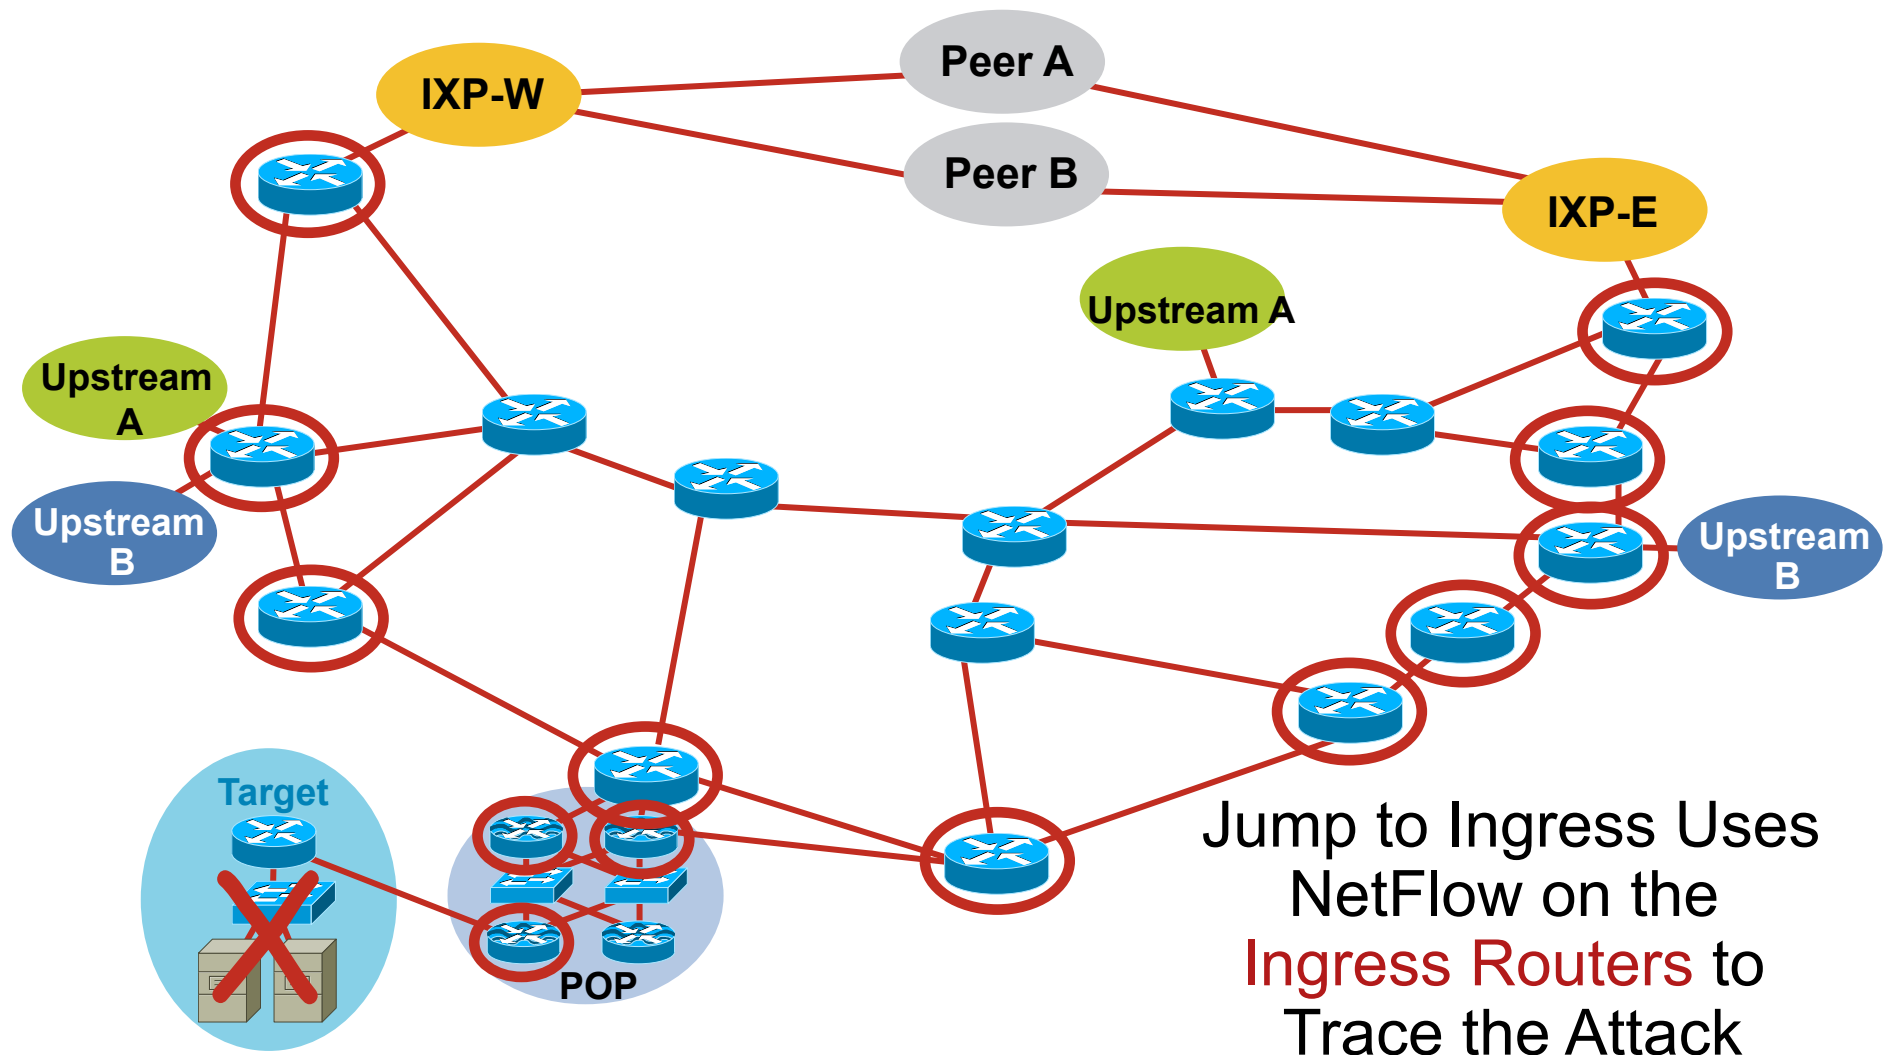 Peer A
IXP-W
Peer B
IXP-E
Upstream A
Upstream
A
Upstream
B
Upstream
B
Target
POP
Jump to Ingress Uses
NetFlow on the
Ingress Routers to
Trace the Attack